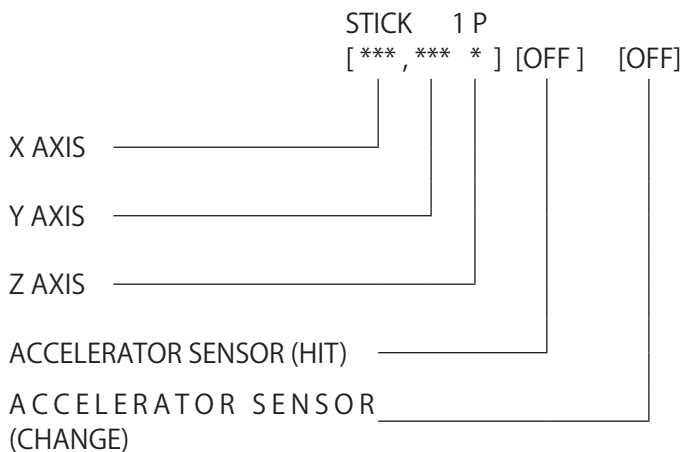 STICK 1 P
[ *** , *** * ] [OFF ] [OFF]
X AXIS
Y AXIS
Z AXIS
ACCELERATOR SENSOR (HIT)
ACCELERATOR SENSOR
(CHANGE)